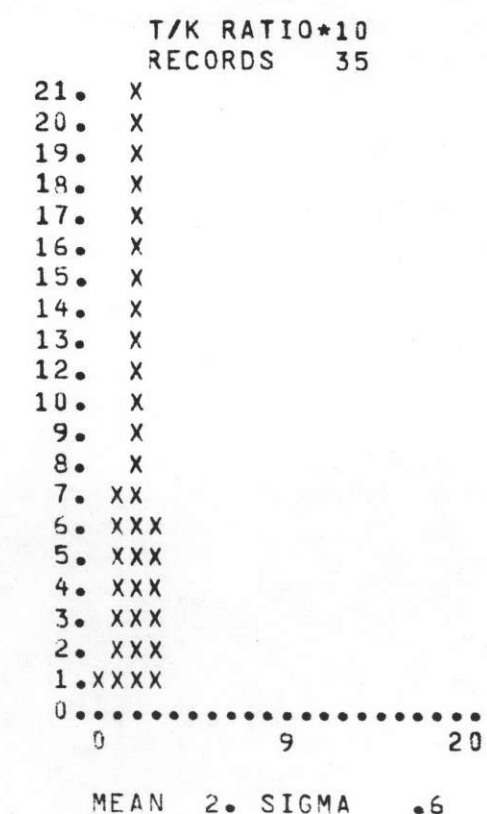 T/K RATIO*10
RECORDS 35
21. X
20. X
19. X
18. X
17. X
16. X
15. X
14. X
13. X
12. X
10. X
9. X
8. X
7. XX
6. XXX
5. XXX
4. XXX
3. XXX
2. XXX
1.XXXX
0......................
0 9 20
MEAN 2. SIGMA .6